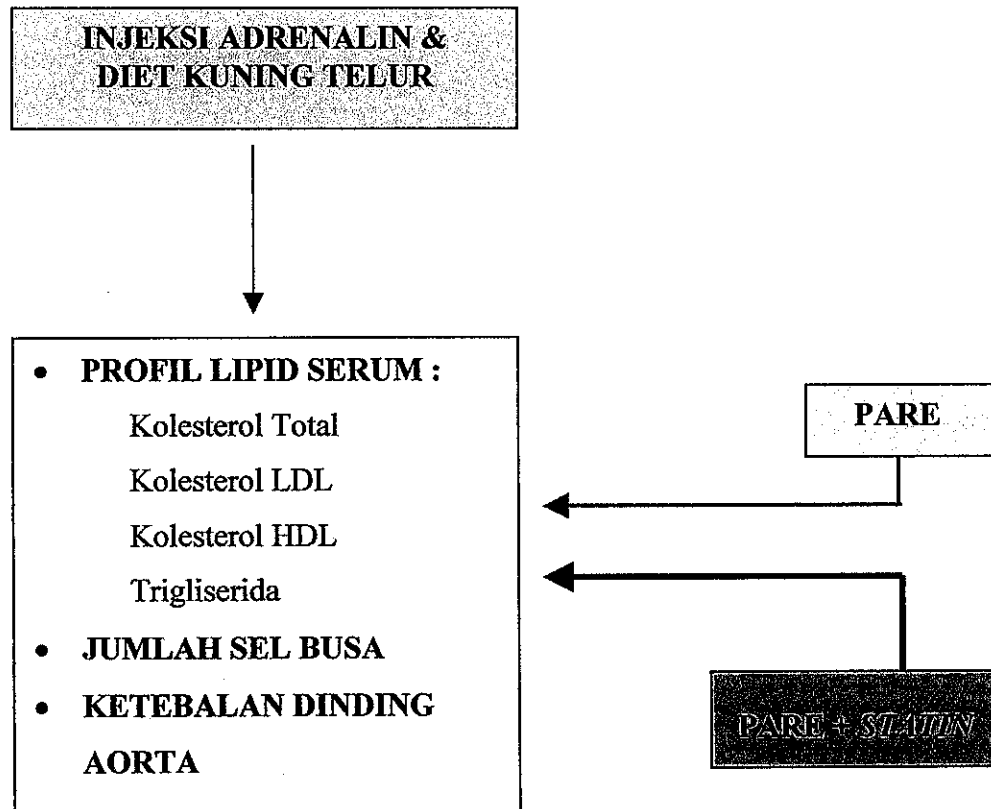 INJEKSI ADRENALIN &
DIET KUNING TELUR
• PROFIL LIPID SERUM :
Kolesterol Total
Kolesterol LDL
Kolesterol HDL
Trigliserida
• JUMLAH SEL BUSA
• KETEBALAN DINDING
AORTA
PARE
PARE + STATIN